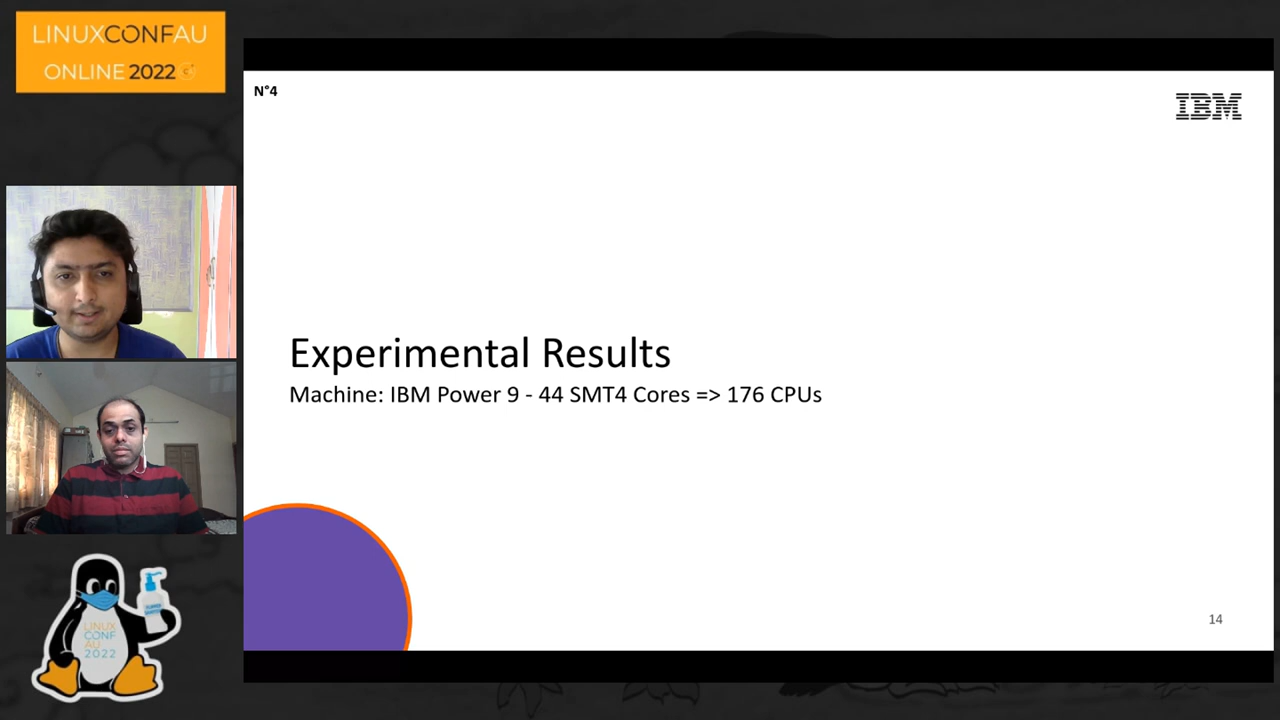 LINUXCONFAU
ONLINE 2022
N°4
IBM
Experimental Results
Machine: IBM Power 9 - 44 SMT4 Cores => 176 CPUs
14
LINUX
CONF
AU
2022